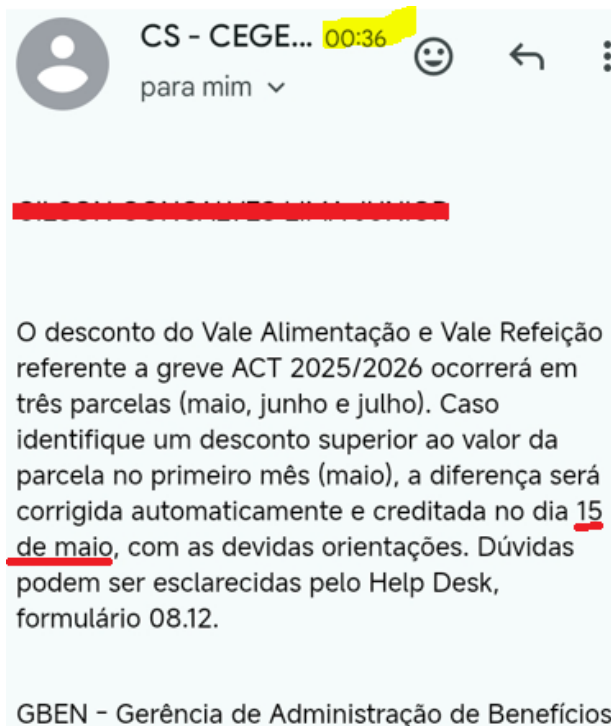 CS - CEGE... 00:36
para mim
O desconto do Vale Alimentação e Vale Refeição
referente a greve ACT 2025/2026 ocorrerá em
três parcelas (maio, junho e julho). Caso
identifique um desconto superior ao valor da
parcela no primeiro mês (maio), a diferença será
corrigida automaticamente e creditada no dia 15
de maio, com as devidas orientações. Dúvidas
podem ser esclarecidas pelo Help Desk,
formulário 08.12.
GBEN - Gerência de Administração de Benefícios